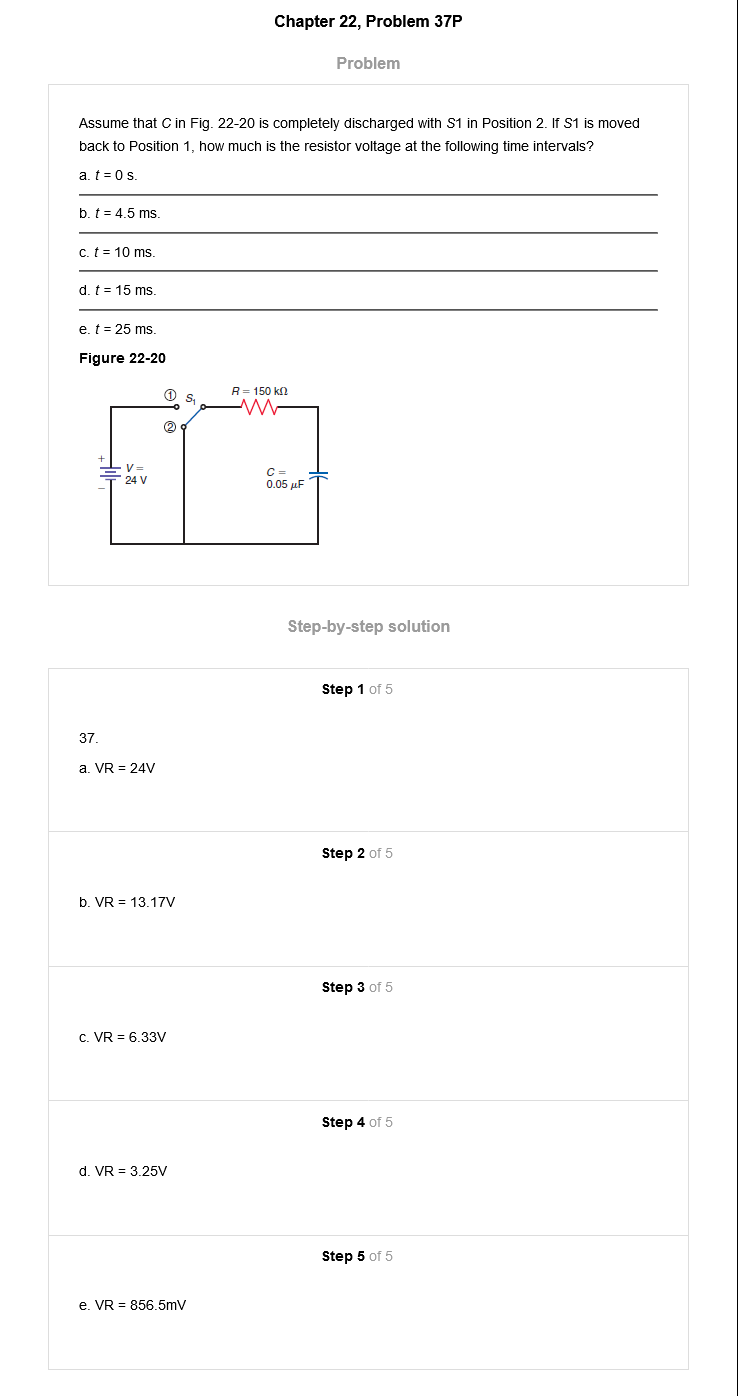 Chapter 22, Problem 37P
Problem
Assume that C in Fig. 22-20 is completely discharged with S1 in Position 2. If S1 is moved
back to Position 1, how much is the resistor voltage at the following time intervals?
a. t = 0 s.
b. t = 4.5 ms.
c. t = 10 ms.
d. t = 15 ms.
e. t = 25 ms.
Figure 22-20
① S₁
R = 150 kΩ
②
+
V =
24 V
−
C =
0.05 μF
Step-by-step solution
Step 1 of 5
37.
a. VR = 24V
Step 2 of 5
b. VR = 13.17V
Step 3 of 5
c. VR = 6.33V
Step 4 of 5
d. VR = 3.25V
Step 5 of 5
e. VR = 856.5mV